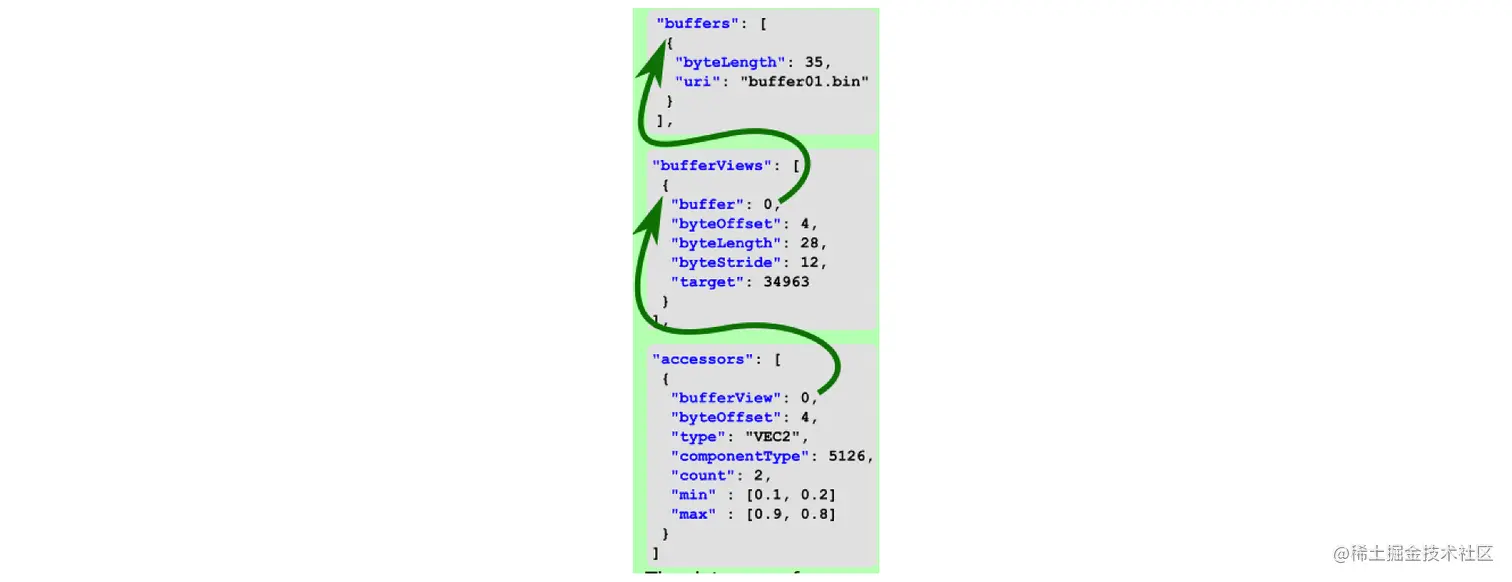 "buffers": [
{
"byteLength": 35,
"uri": "buffer01.bin"
}
],
"bufferViews": [
{
"buffer": 0,
"byteOffset": 4,
"byteLength": 28,
"byteStride": 12,
"target": 34963
}
],
"accessors": [
{
"bufferView": 0,
"byteOffset": 4,
"type": "VEC2",
"componentType": 5126,
"count": 2,
"min" : [0.1, 0.2]
"max" : [0.9, 0.8]
}
]
@稀土掘金技术社区